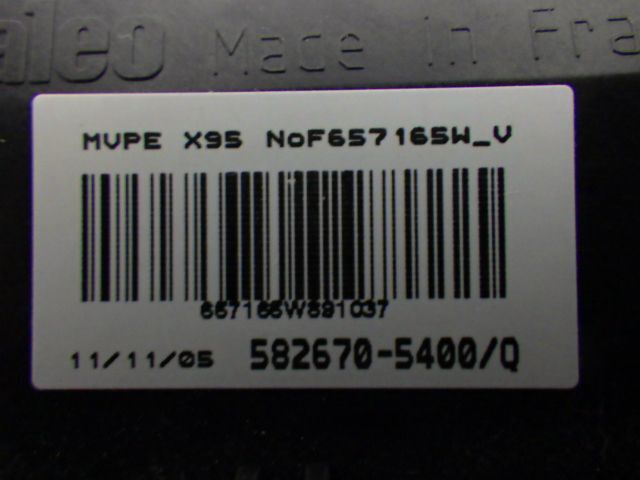 aleo Made in Fra
MVPE X95 NoF657165W_V
657165W891037
11/11/05 582670-5400/Q